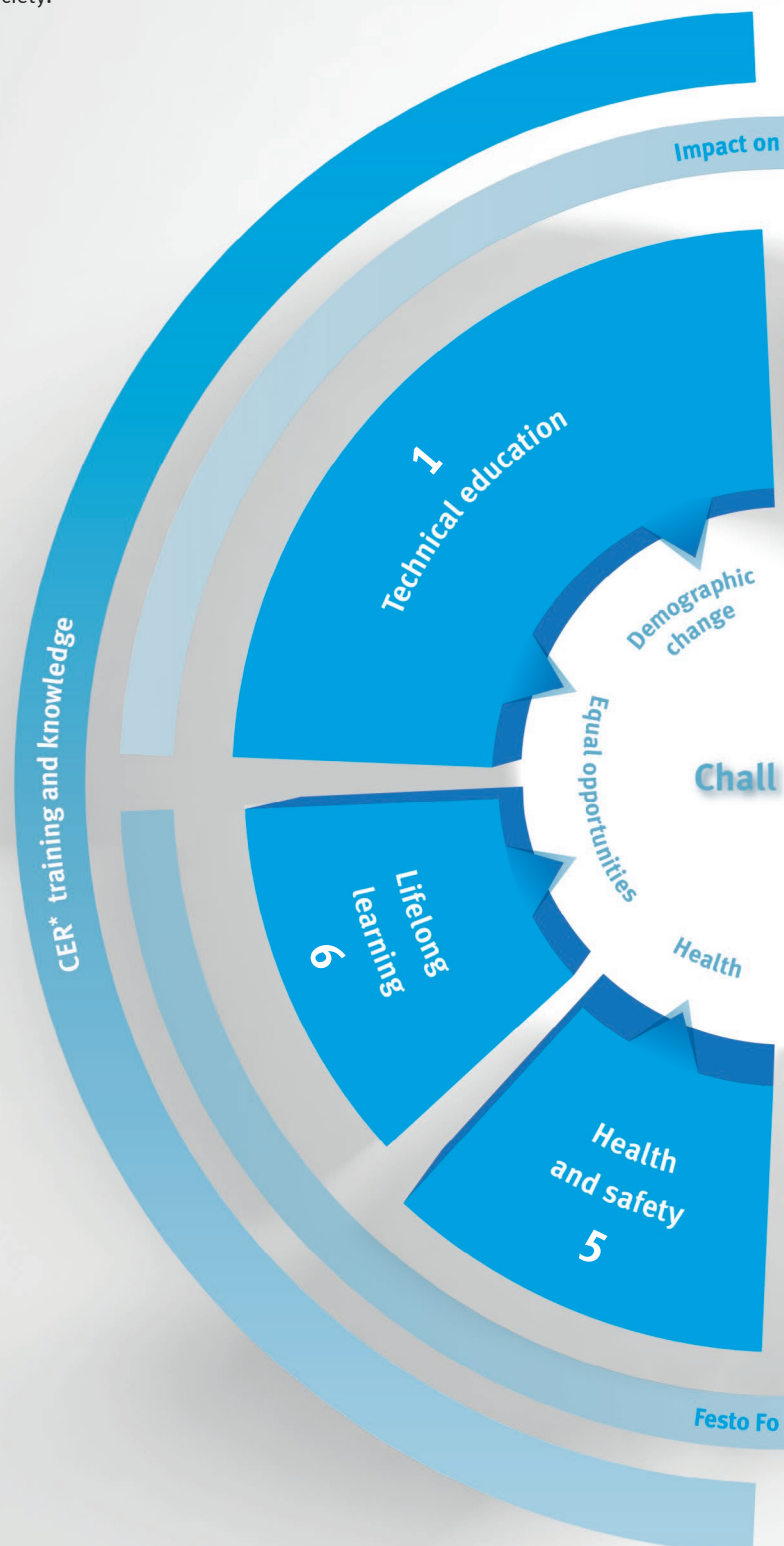 ciety.
Impact on
1
Technical education
Demographic
change
Equal opportunities
Chall
CER* training and knowledge
Lifelong
learning
6
Health
Health
and safety
5
Festo Fo